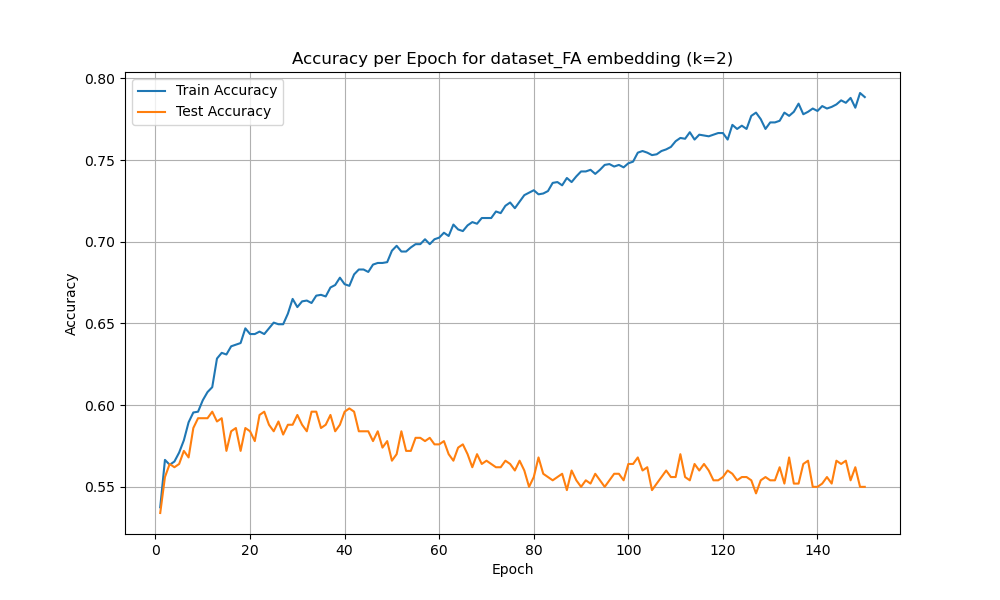 Accuracy per Epoch for dataset_FA embedding (k=2)
Train Accuracy
Test Accuracy
0.80
0.75
0.70
0.65
0.60
0.55
Accuracy
0 20 40 60 80 100 120 140
Epoch